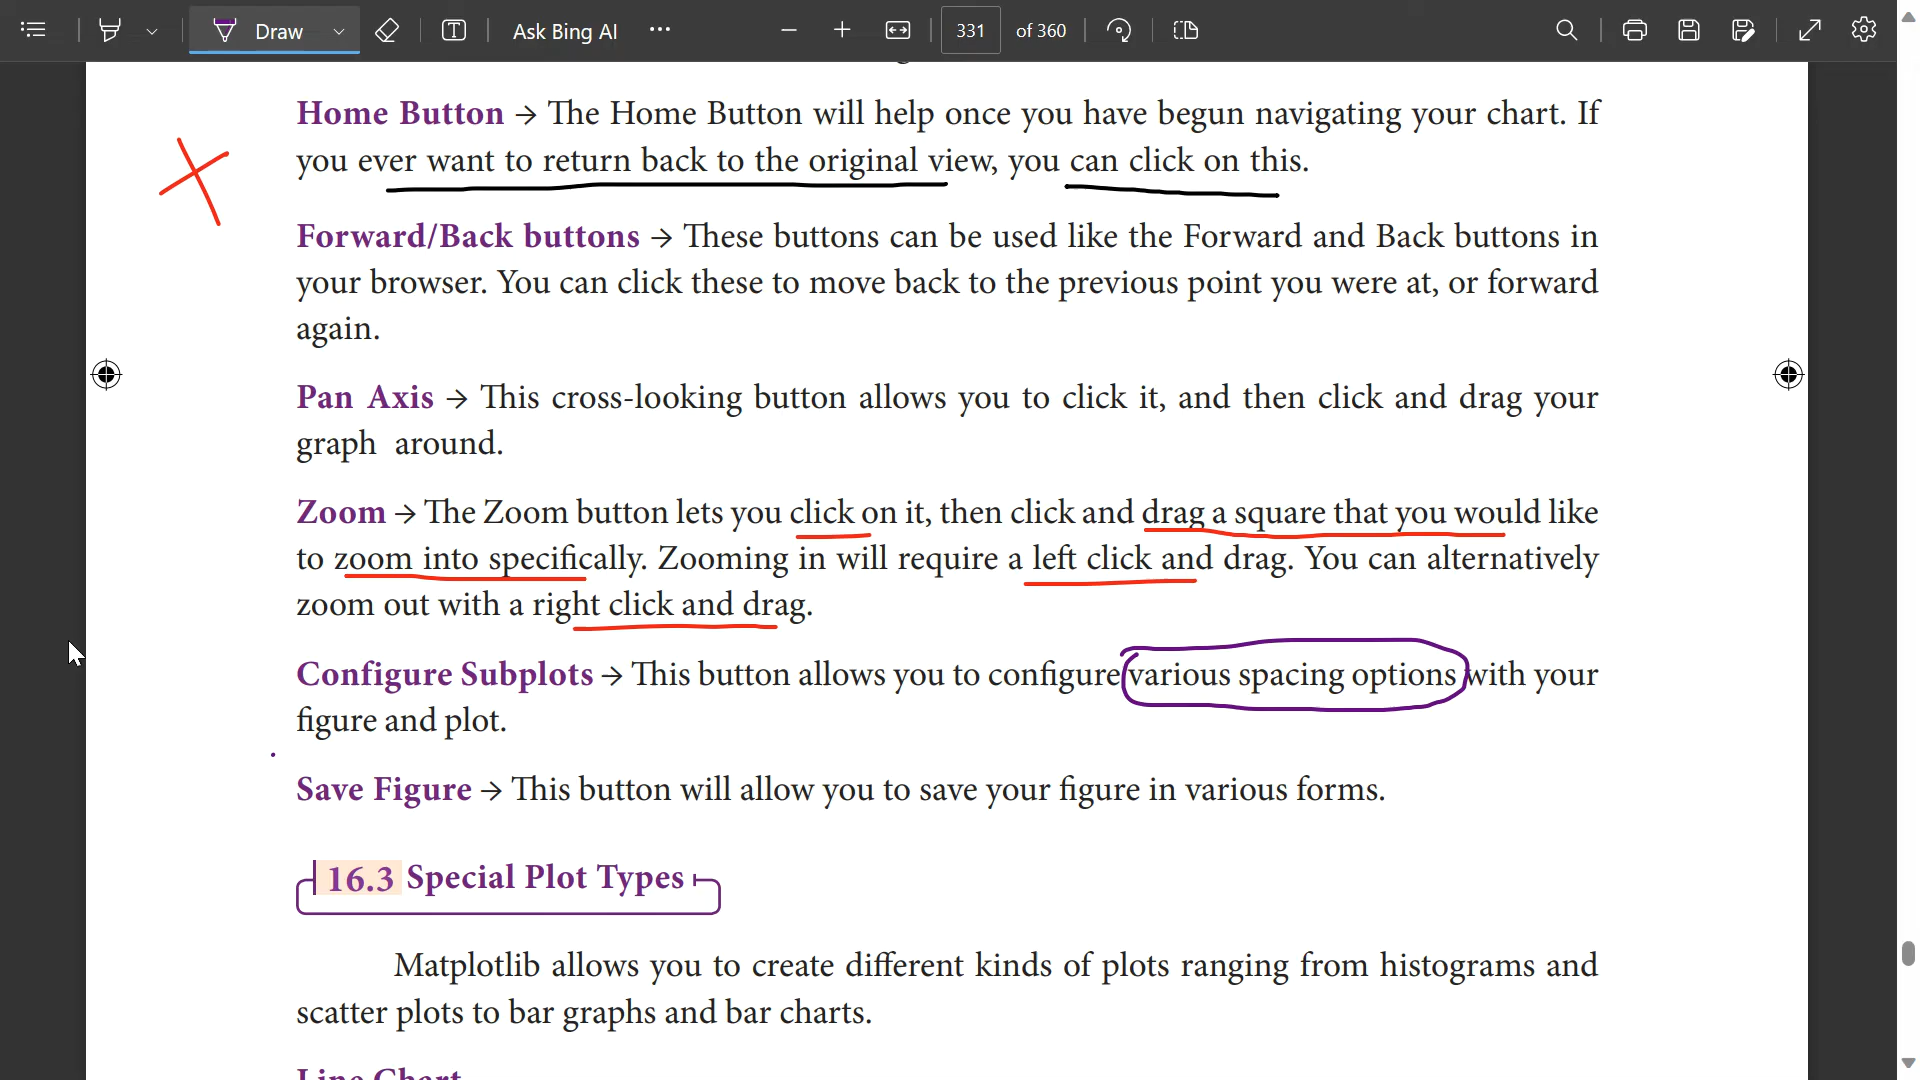 Draw
Ask Bing AI
331 of 360
Home Button → The Home Button will help once you have begun navigating your chart. If
you ever want to return back to the original view, you can click on this.
Forward/Back buttons → These buttons can be used like the Forward and Back buttons in
your browser. You can click these to move back to the previous point you were at, or forward
again.
Pan Axis → This cross-looking button allows you to click it, and then click and drag your
graph around.
Zoom → The Zoom button lets you click on it, then click and drag a square that you would like
to zoom into specifically. Zooming in will require a left click and drag. You can alternatively
zoom out with a right click and drag.
Configure Subplots → This button allows you to configure various spacing options with your
figure and plot.
Save Figure → This button will allow you to save your figure in various forms.
16.3 Special Plot Types
Matplotlib allows you to create different kinds of plots ranging from histograms and
scatter plots to bar graphs and bar charts.
Line Chart